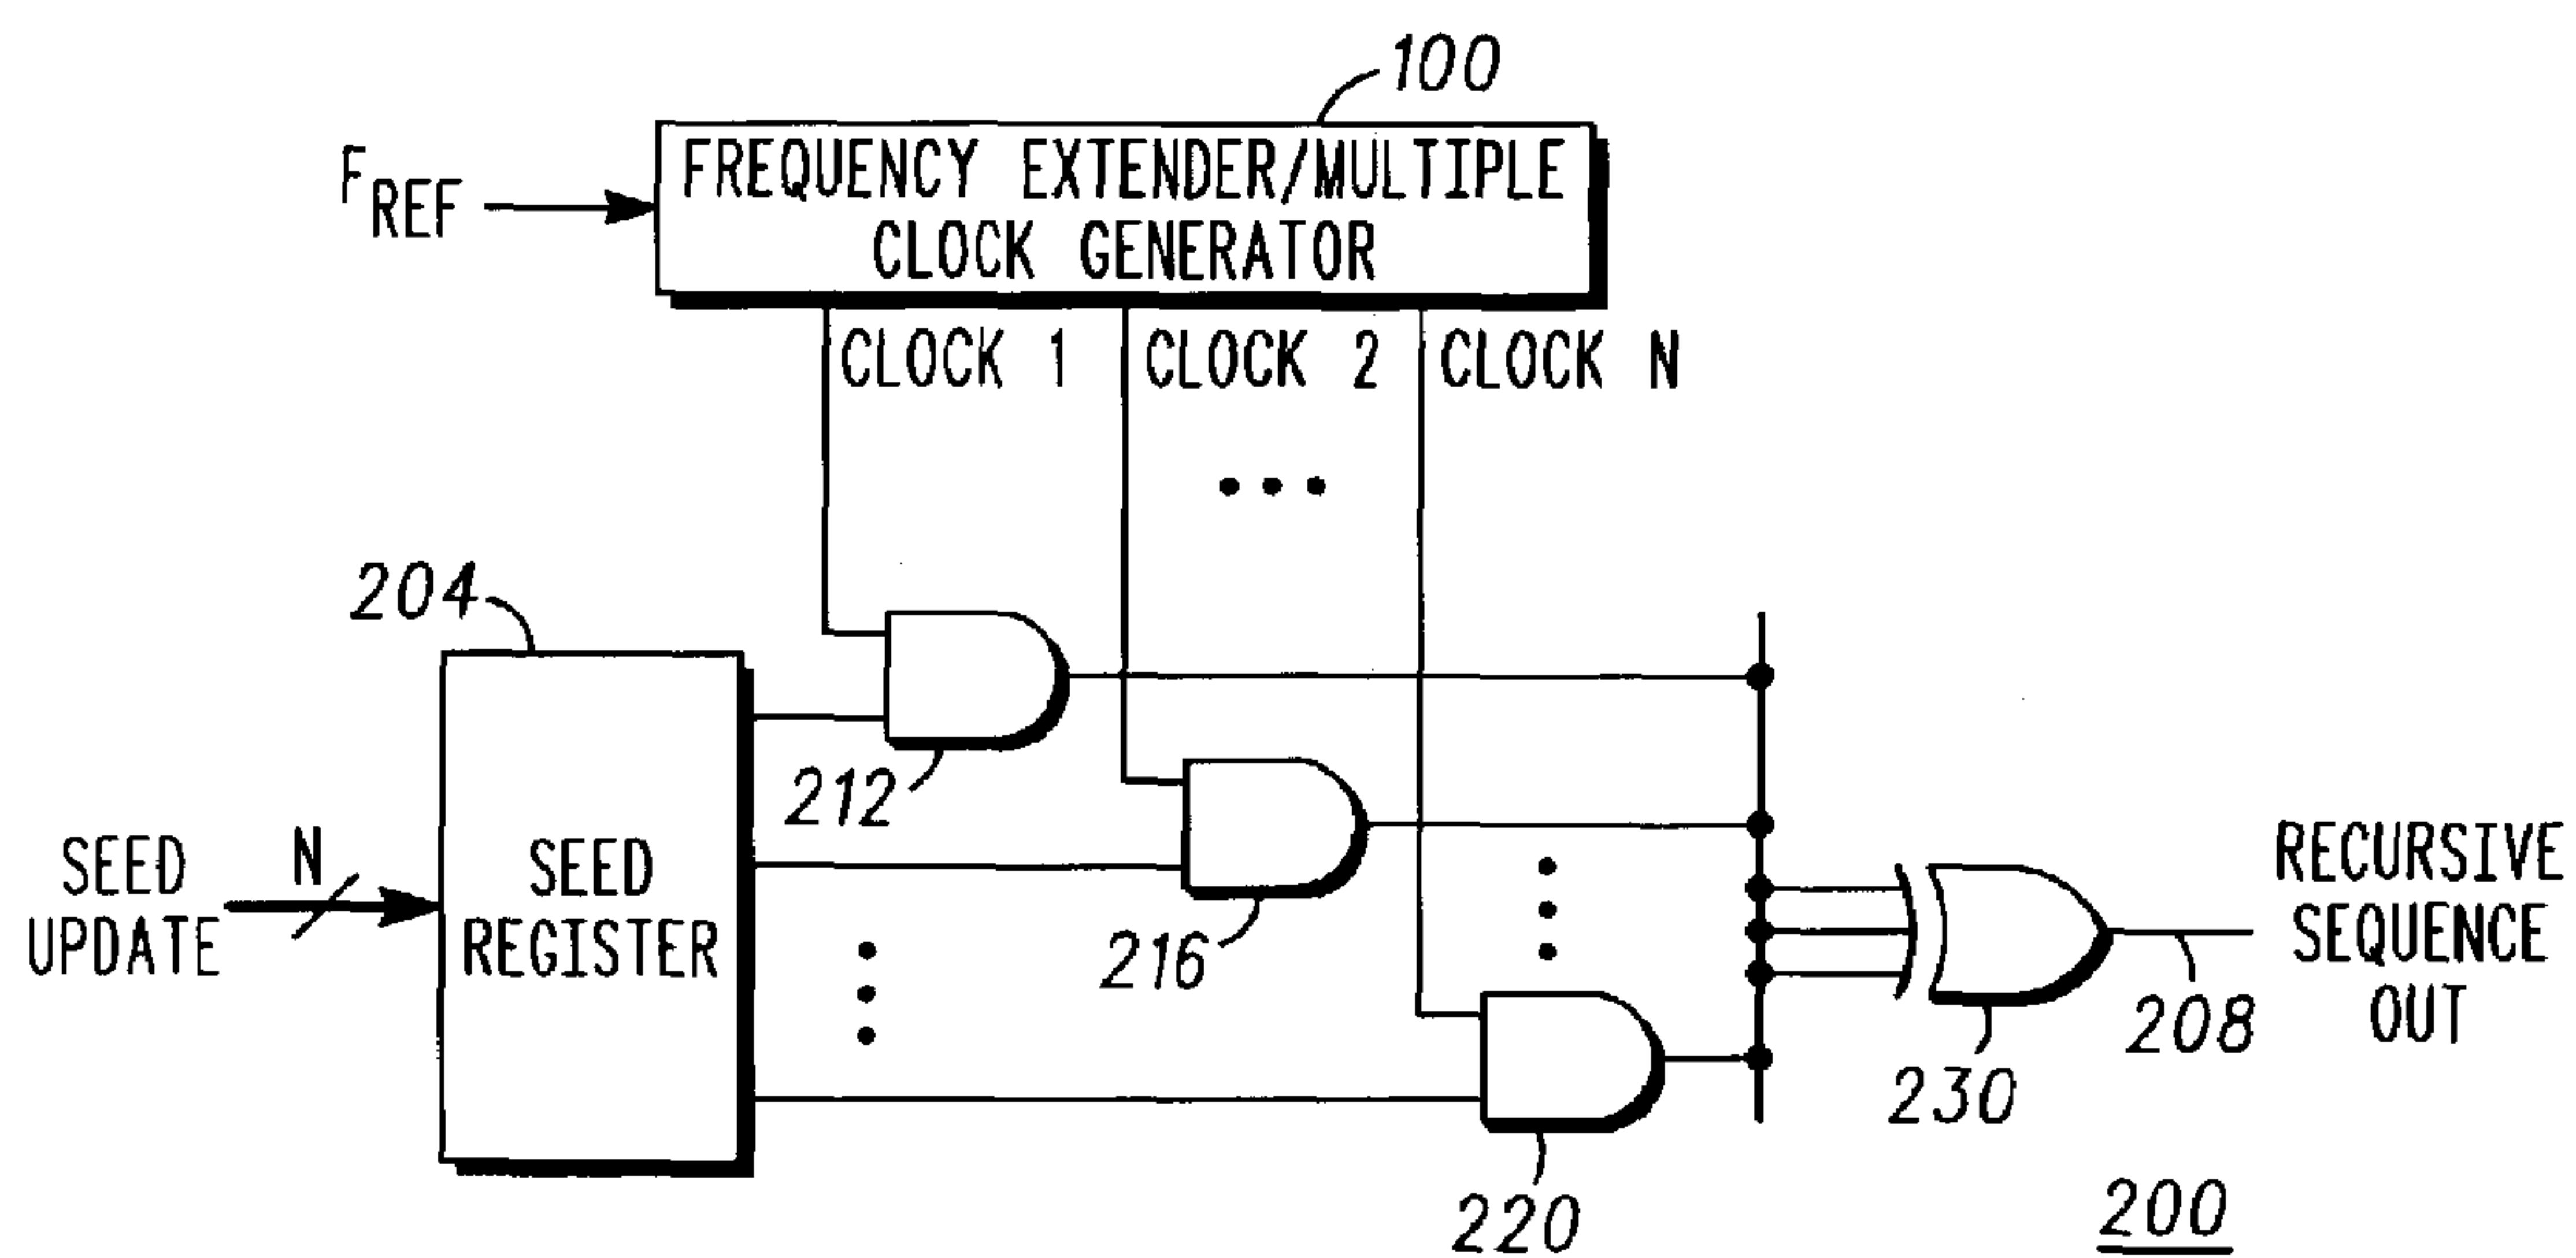 100
F REF
FREQUENCY EXTENDER/MULTIPLE
CLOCK GENERATOR
CLOCK 1
CLOCK 2
CLOCK N
204
212
SEED
UPDATE
N
SEED
REGISTER
216
220
230
208
RECURSIVE
SEQUENCE
OUT
200